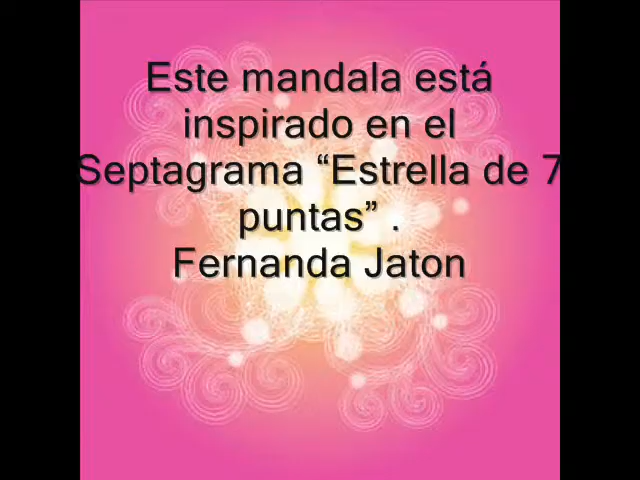 Este mandala está
inspirado en el
Septagrama “Estrella de 7
puntas” .
Fernanda Jaton